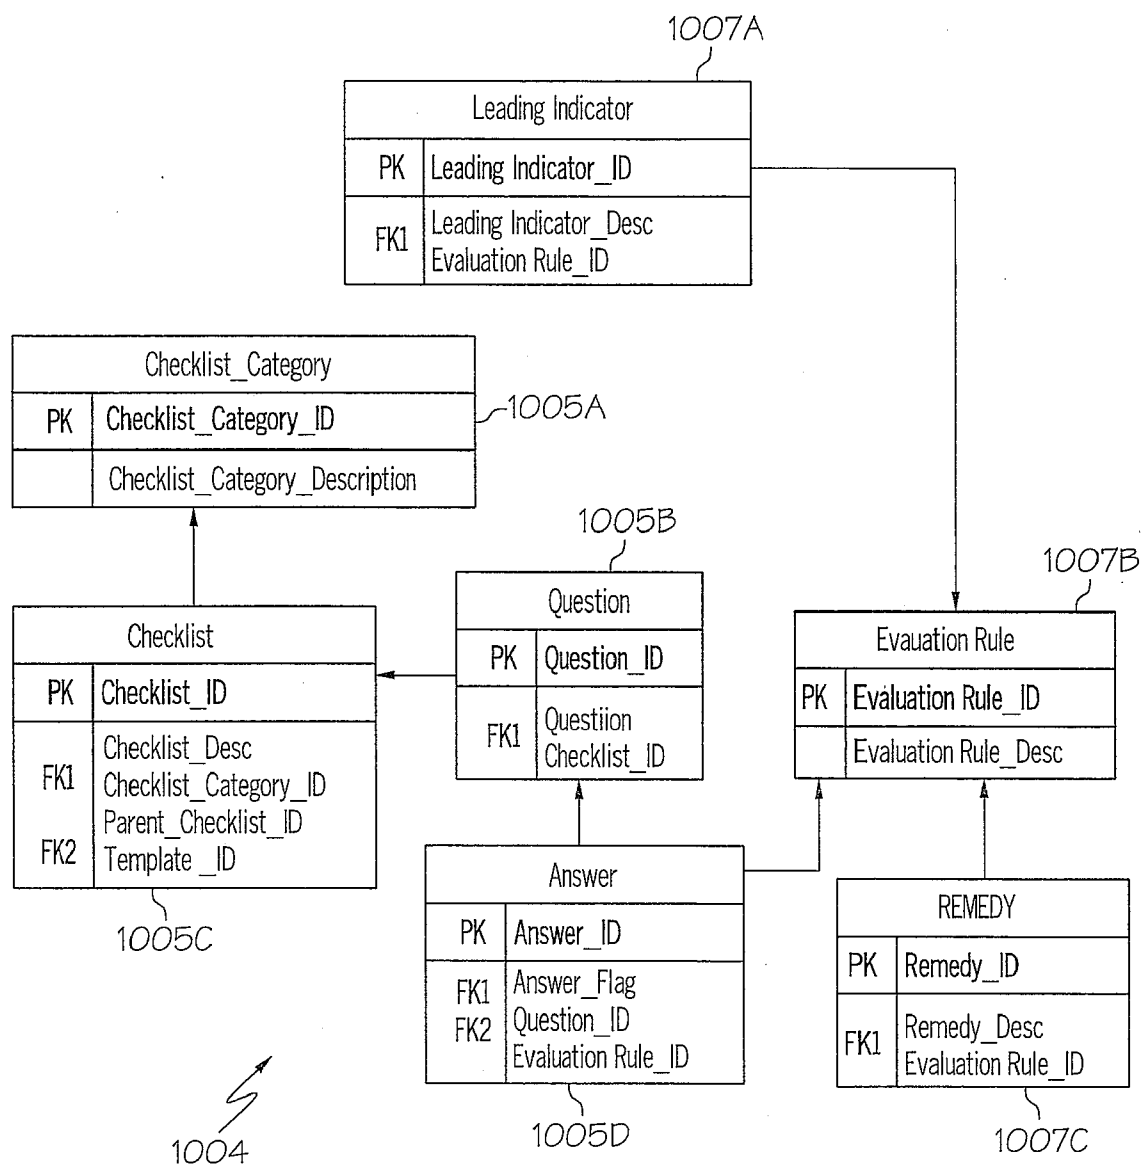 1007A
Leading Indicator
PK Leading Indicator_ID
Leading Indicator_Desc
FK1 Evaluation Rule_ID
Checklist_Category
PK Checklist_Category_ID
1005A
Checklist_Category_Description
1005B
Question
PK Question_ID
Questiion
FK1 Checklist_ID
1007B
Evauation Rule
PK Evaluation Rule_ID
Evaluation Rule_Desc
Checklist
PK Checklist_ID
Checklist_Desc
FK1 Checklist_Category_ID
Parent_Checklist_ID
FK2 Template _ID
1005C
Answer
PK Answer_ID
FK1 Answer_Flag
FK2 Question_ID
Evaluation Rule_ID
1005D
REMEDY
PK Remedy_ID
Remedy_Desc
FK1 Evaluation Rule_ID
1007C
1004